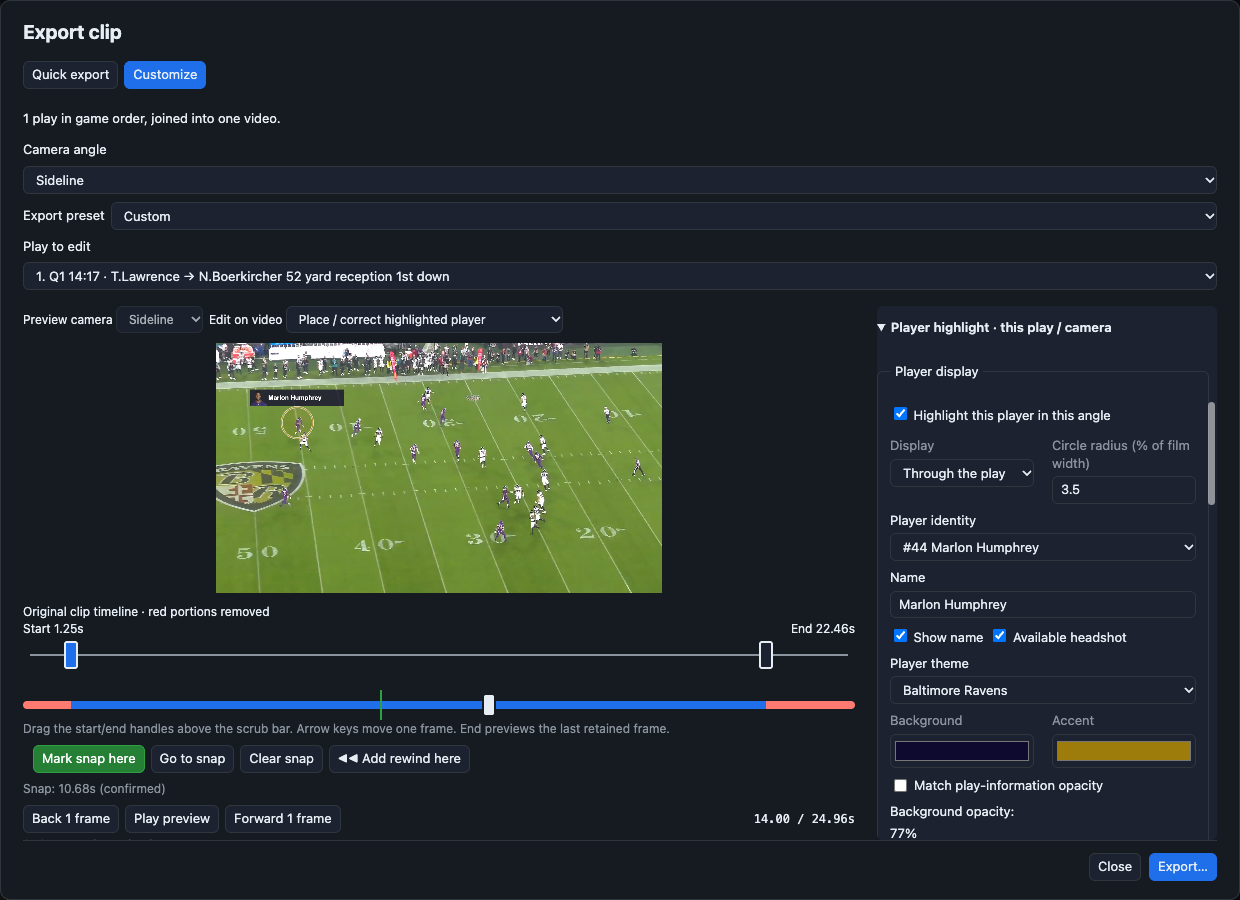 Export clip
Quick export
Customize
1 play in game order, joined into one video.
Camera angle
Sideline
Export preset
Custom
Play to edit
1. Q1 14:17 · T.Lawrence → N.Boerkircher 52 yard reception 1st down
Preview camera
Sideline
Edit on video
Place / correct highlighted player
Marlon Humphrey
RAVENS
50
40
30
20
Original clip timeline · red portions removed
Start 1.25s
End 22.46s
Drag the start/end handles above the scrub bar. Arrow keys move one frame. End previews the last retained frame.
Mark snap here
Go to snap
Clear snap
◀◀ Add rewind here
Snap: 10.68s (confirmed)
Back 1 frame
Play preview
Forward 1 frame
14.00 / 24.96s
▼ Player highlight · this play / camera
Player display
Highlight this player in this angle
Display
Through the play
Circle radius (% of film
width)
3.5
Player identity
#44 Marlon Humphrey
Name
Marlon Humphrey
Show name
Available headshot
Player theme
Baltimore Ravens
Background
Accent
Match play-information opacity
Background opacity:
77%
Close
Export...